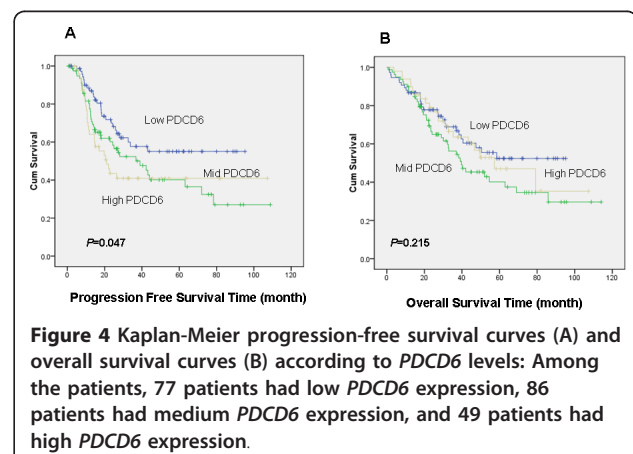 A
1.0
0.8
0.6
0.4
0.2
0.0
Cum Survival
Low PDCD6
Mid PDCD6
High PDCD6
P=0.047
0 20 40 60 80 100 120
Progression Free Survival Time (month)
B
1.0
0.8
0.6
0.4
0.2
0.0
Cum Survival
Low PDCD6
Mid PDCD6
High PDCD6
P=0.215
0 20 40 60 80 100 120
Overall Survival Time (month)
Figure 4 Kaplan-Meier progression-free survival curves (A) and
overall survival curves (B) according to PDCD6 levels: Among
the patients, 77 patients had low PDCD6 expression, 86
patients had medium PDCD6 expression, and 49 patients had
high PDCD6 expression.